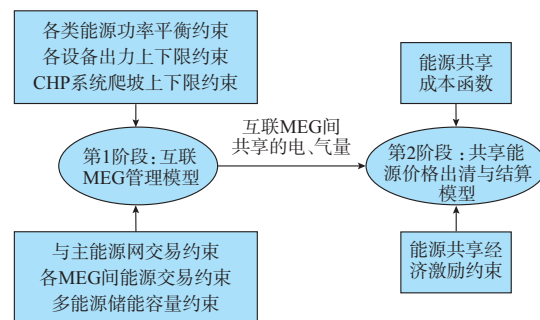 各类能源功率平衡约束
各设备出力上下限约束
CHP系统爬坡上下限约束
能源共享
成本函数
互联MEG间
共享的电、气量
第1阶段：互联
MEG管理模型
第2阶段：共享能
源价格出清与结算
模型
与主能源网交易约束
各MEG间能源交易约束
多能源储能容量约束
能源共享经
济激励约束